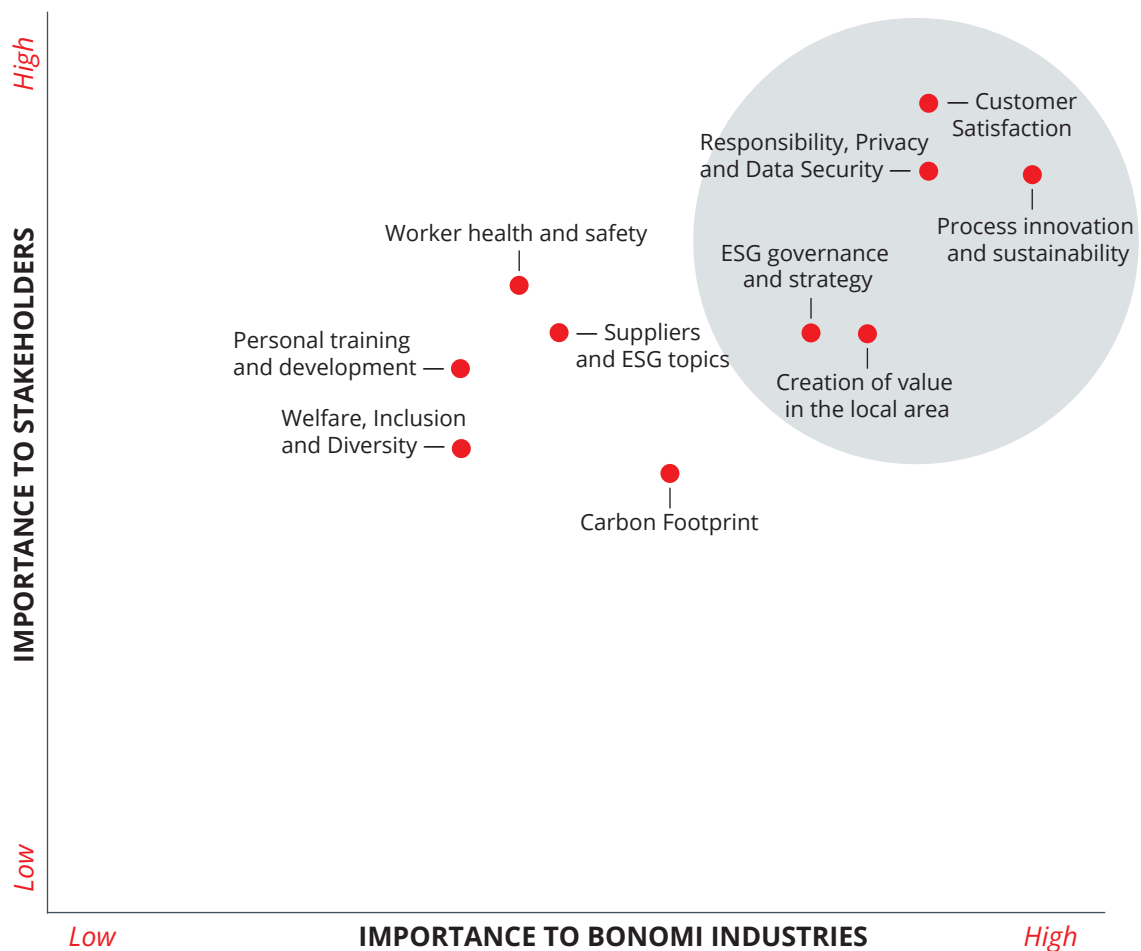 High
— Customer
Satisfaction
Responsibility, Privacy
and Data Security —
Process innovation
and sustainability
Worker health and safety
ESG governance
and strategy
— Suppliers
and ESG topics
Personal training
and development —
Creation of value
in the local area
Welfare, Inclusion
and Diversity —
Carbon Footprint
IMPORTANCE TO STAKEHOLDERS
Low
Low
IMPORTANCE TO BONOMI INDUSTRIES
High